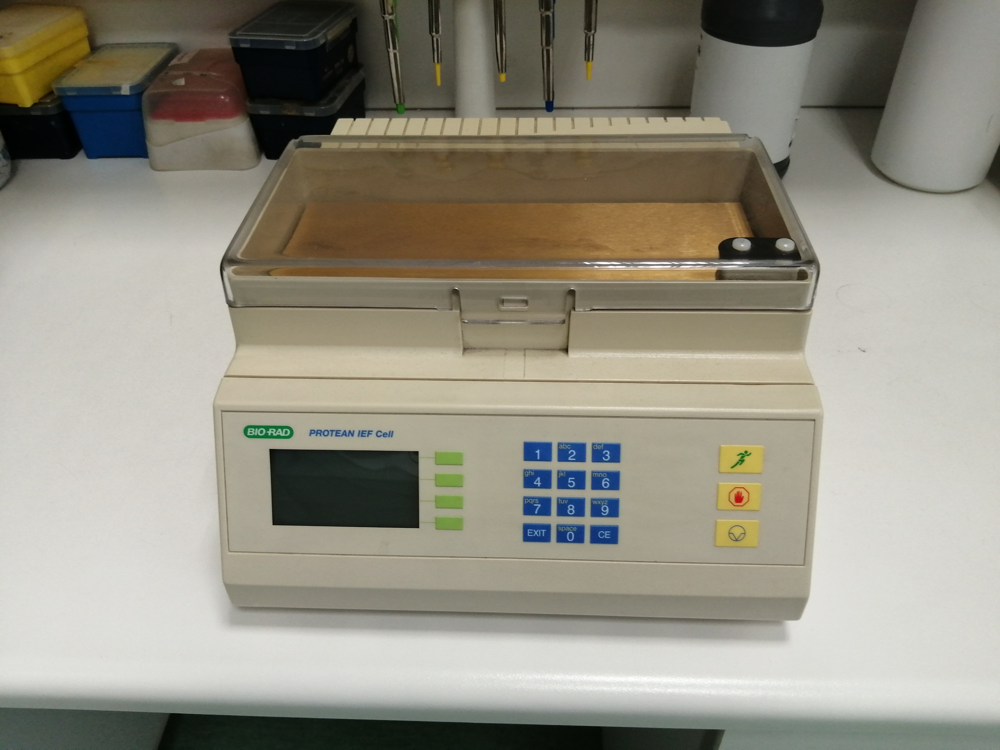 BIO-RAD PROTEAN IEF Cell
1 abc 2 def 3
ghi 4 jkl 5 mno 6
pqrs 7 tuv 8 wxyz 9
EXIT space 0 CE